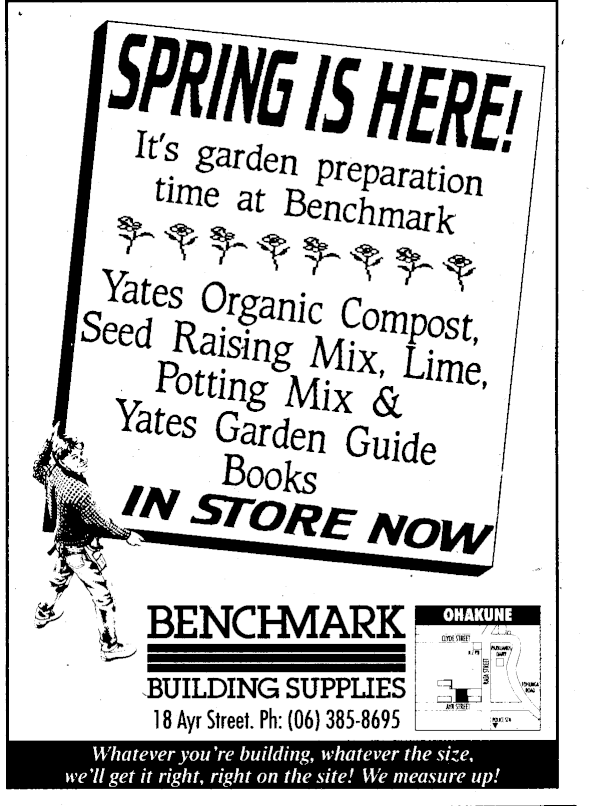 SPRING IS HERE!
It's garden preparation
time at Benchmark
Yates Organic Compost,
Seed Raising Mix, Lime,
Potting Mix &
Yates Garden Guide
Books
IN STORE NOW
BENCHMARK
BUILDING SUPPLIES
18 Ayr Street. Ph: (06) 385-8695
OHAKUNE
CLYDE STREET
RATA STREET
AYR STREET
ROAD
Whatever you're building, whatever the size,
we'll get it right, right on the site! We measure up!